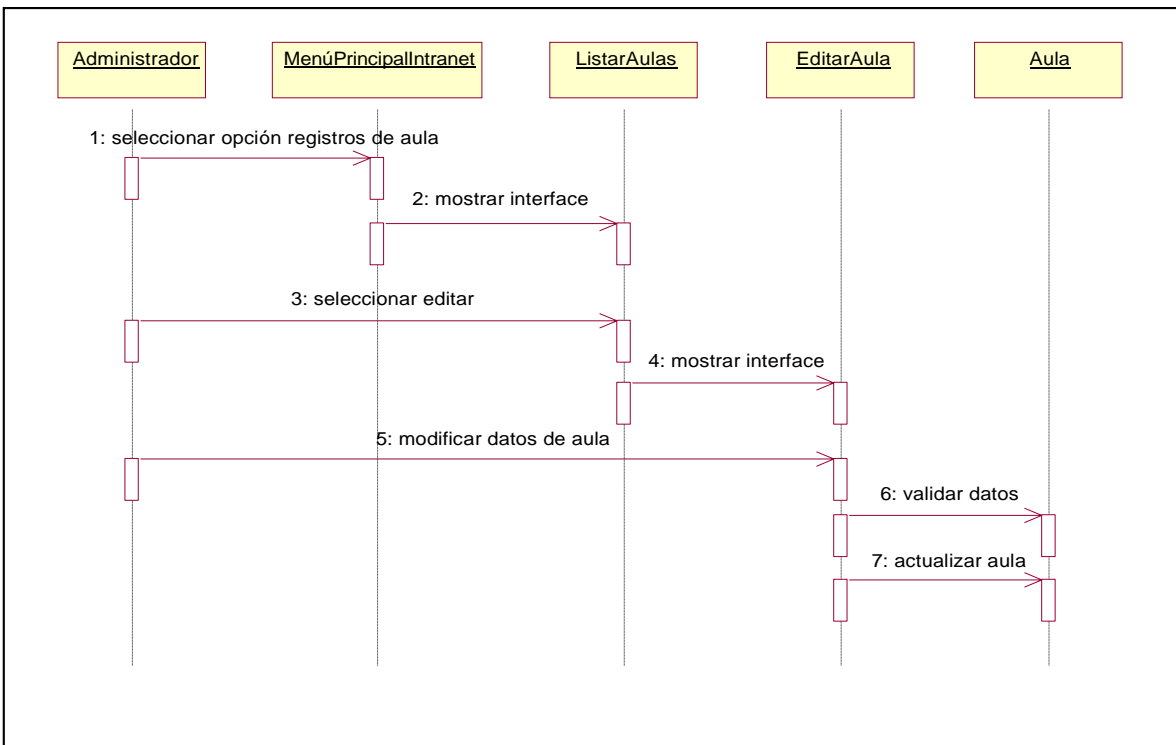 Administrador
MenúPrincipalIntranet
ListarAulas
EditarAula
Aula
1: seleccionar opción registros de aula
2: mostrar interface
3: seleccionar editar
4: mostrar interface
5: modificar datos de aula
6: validar datos
7: actualizar aula